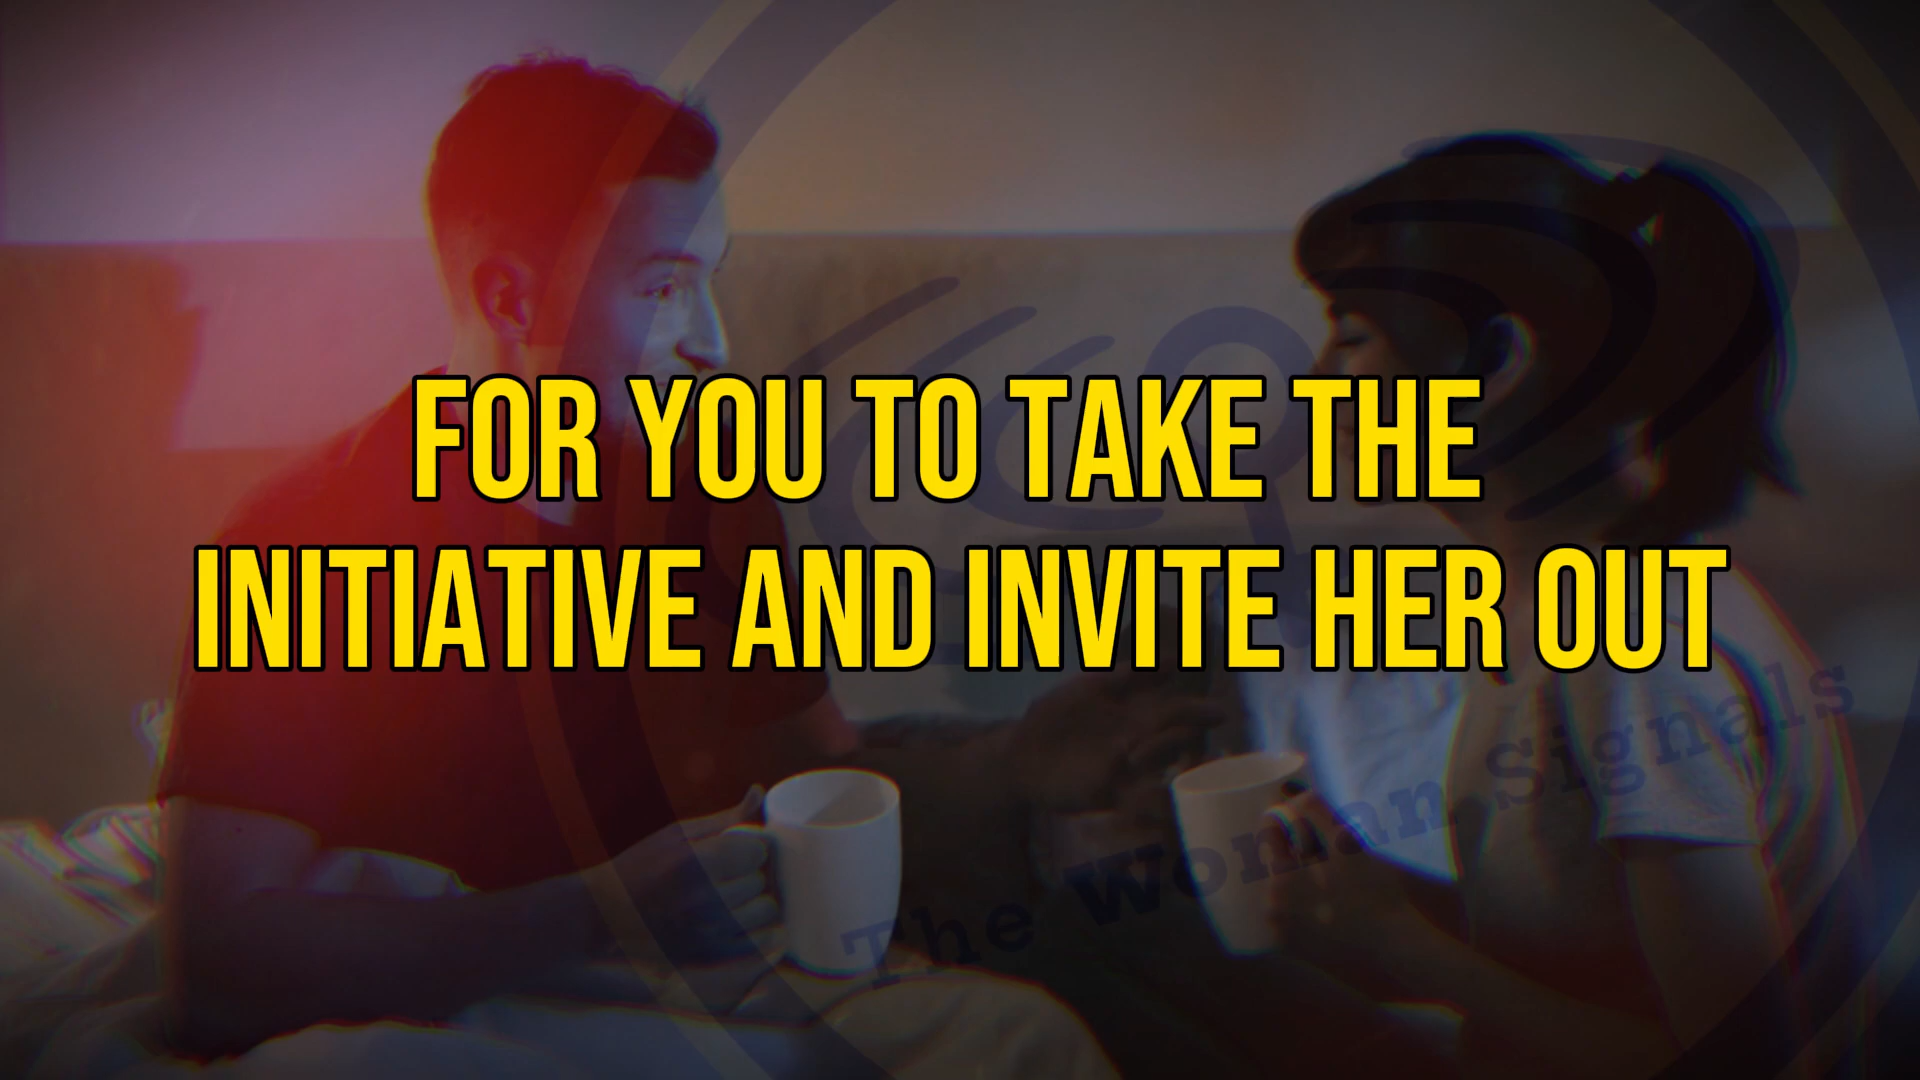 FOR YOU TO TAKE THE
INITIATIVE AND INVITE HER OUT
The Woman Signals